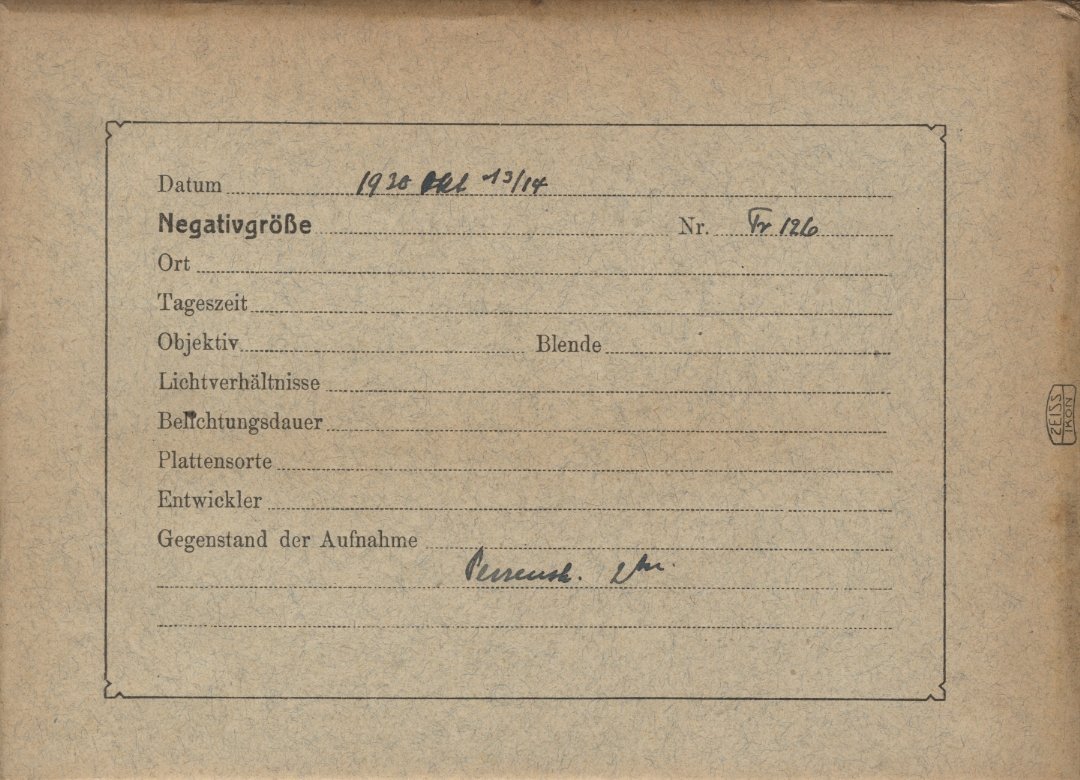 Datum 1930 Okt 13/14
Negativgröße Nr. Tr 126
Ort
Tageszeit
Objektiv Blende
Lichtverhältnisse
Belichtungsdauer
Plattensorte
Entwickler
Gegenstand der Aufnahme
ZEISS
IKON